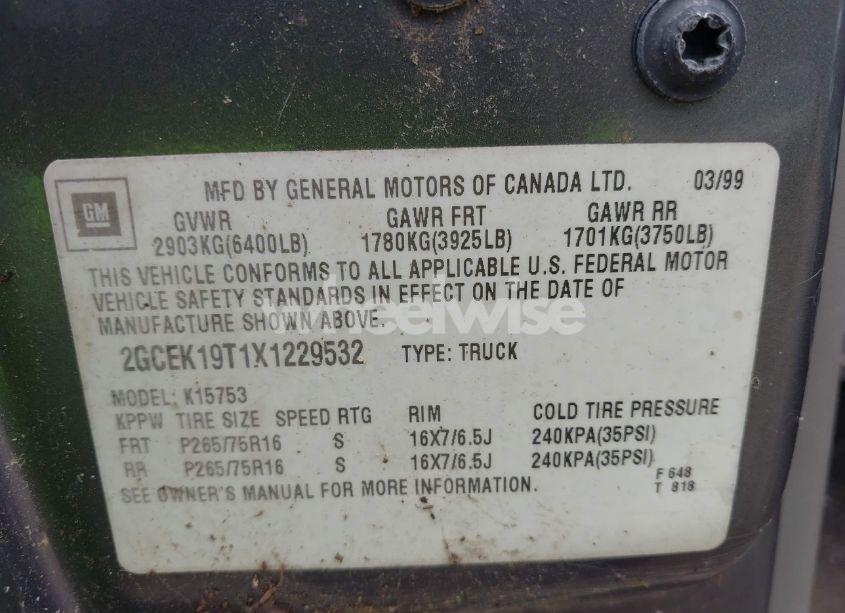 GM
MFD BY GENERAL MOTORS OF CANADA LTD. 03/99
GVWR GAWR FRT GAWR RR
2903KG(6400LB) 1780KG(3925LB) 1701KG(3750LB)
THIS VEHICLE CONFORMS TO ALL APPLICABLE U.S. FEDERAL MOTOR
VEHICLE SAFETY STANDARDS IN EFFECT ON THE DATE OF
MANUFACTURE SHOWN ABOVE.
wheelwise
2GCEK19T1X1229532 TYPE: TRUCK
MODEL: K15753
KPPW TIRE SIZE SPEED RTG RIM COLD TIRE PRESSURE
FRT P265/75R16 S 16X7/6.5J 240KPA(35PSI)
RR P265/75R16 S 16X7/6.5J 240KPA(35PSI)
SEE OWNER'S MANUAL FOR MORE INFORMATION.
F 648
T 818